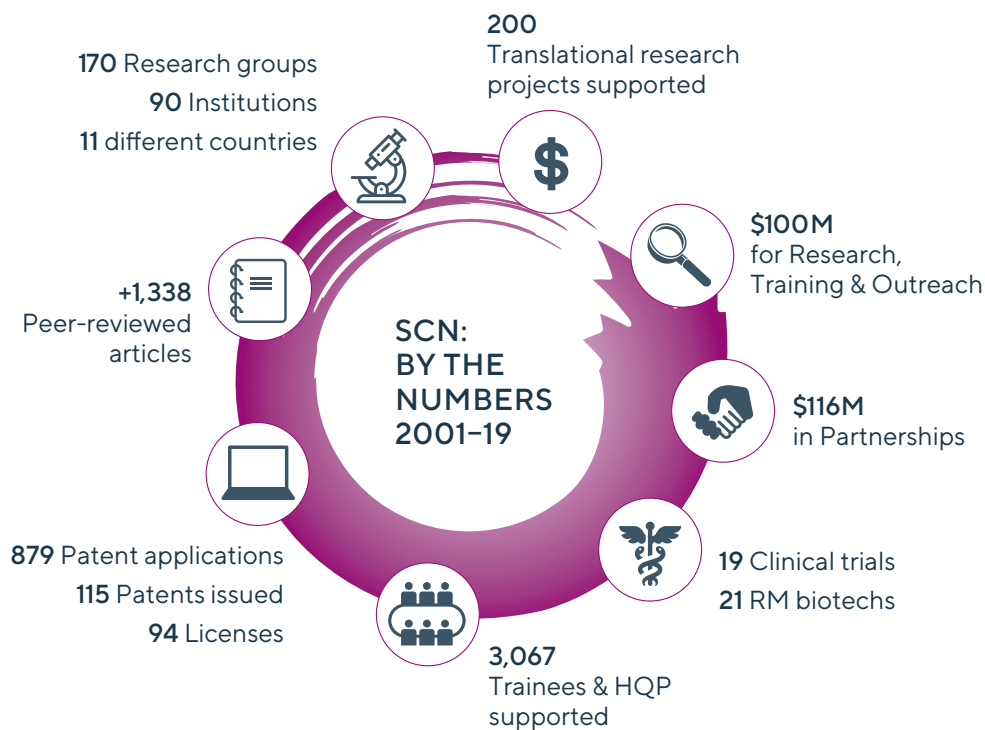 200
Translational research
projects supported
170 Research groups
90 Institutions
11 different countries
$
$100M
for Research,
Training & Outreach
+1,338
Peer-reviewed
articles
SCN:
BY THE
NUMBERS
2001–19
$116M
in Partnerships
879 Patent applications
115 Patents issued
94 Licenses
19 Clinical trials
21 RM biotechs
3,067
Trainees & HQP
supported